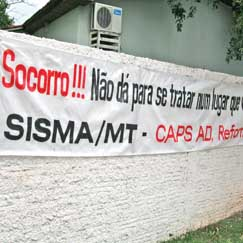 Socorro!!! Não dá para se tratar num lugar que
SISMA/MT - CAPS AD, Refor